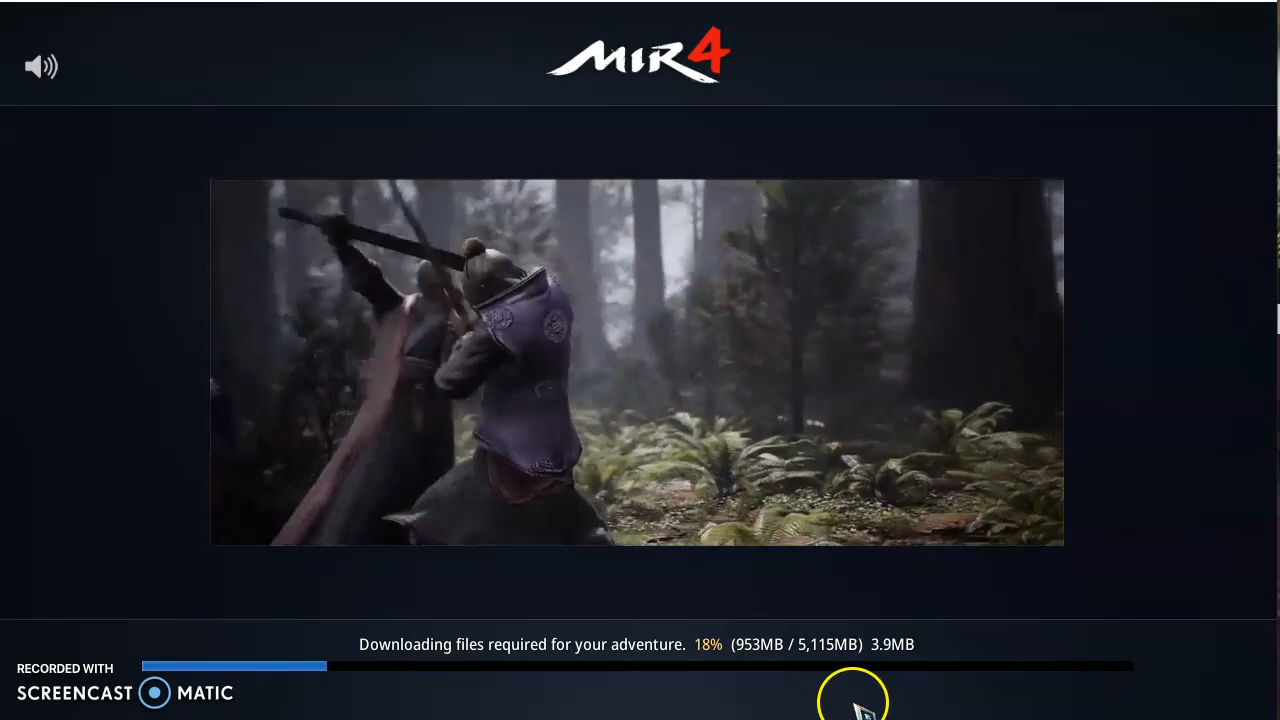 MIR4
Downloading files required for your adventure. 18% (953MB / 5,115MB) 3.9MB
RECORDED WITH
SCREENCAST MATIC